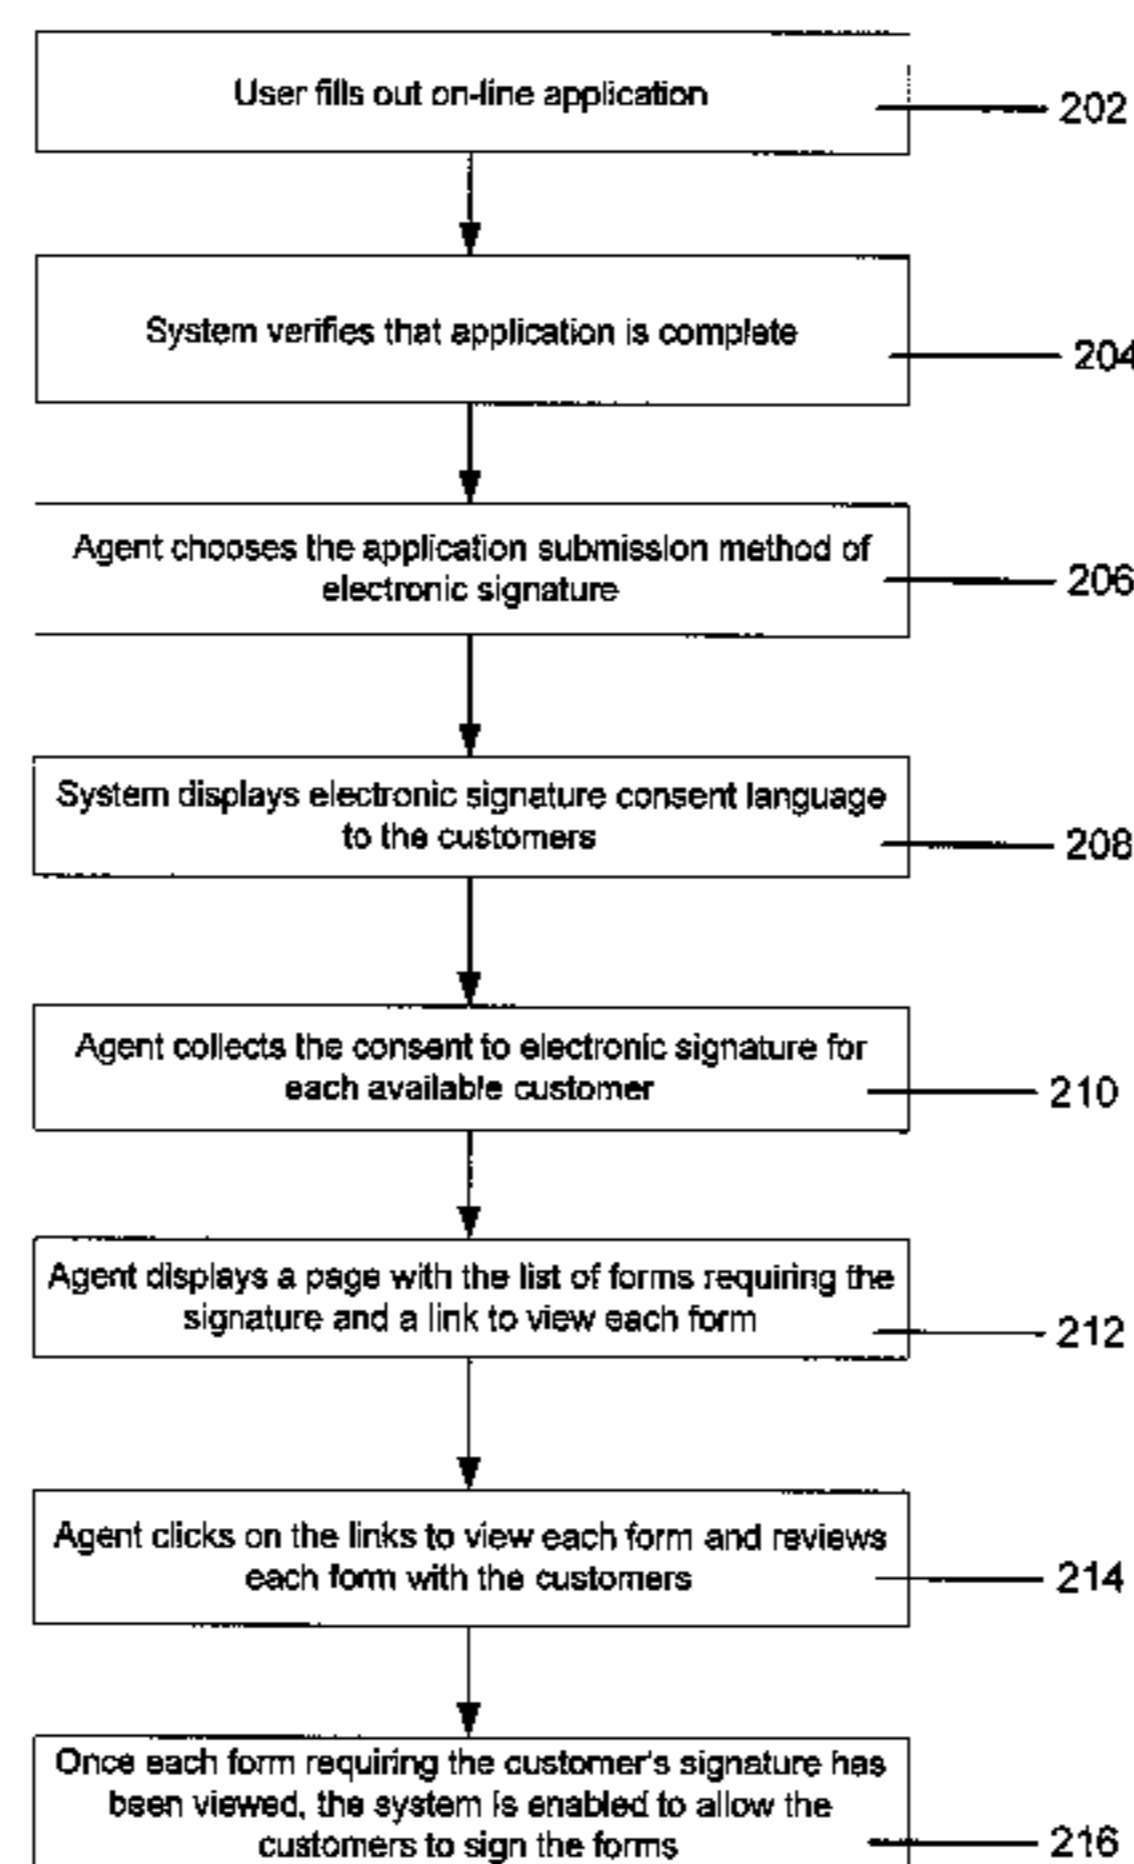 User fills out on-line application
202
System verifies that application is complete
204
Agent chooses the application submission method of
electronic signature
206
System displays electronic signature consent language
to the customers
208
Agent collects the consent to electronic signature for
each available customer
210
Agent displays a page with the list of forms requiring the
signature and a link to view each form
212
Agent clicks on the links to view each form and reviews
each form with the customers
214
Once each form requiring the customer's signature has
been viewed, the system is enabled to allow the
customers to sign the forms
216